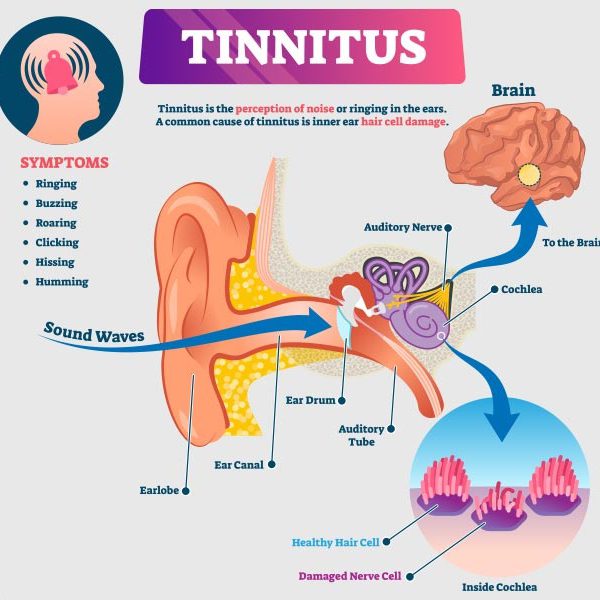 TINNITUS
Tinnitus is the perception of noise or ringing in the ears.
A common cause of tinnitus is inner ear hair cell damage.
SYMPTOMS
Ringing
Buzzing
Roaring
Clicking
Hissing
Humming
Brain
Auditory Nerve
To the Brain
Cochlea
Sound Waves
Ear Drum
Auditory
Tube
Ear Canal
Earlobe
Healthy Hair Cell
Damaged Nerve Cell
Inside Cochlea